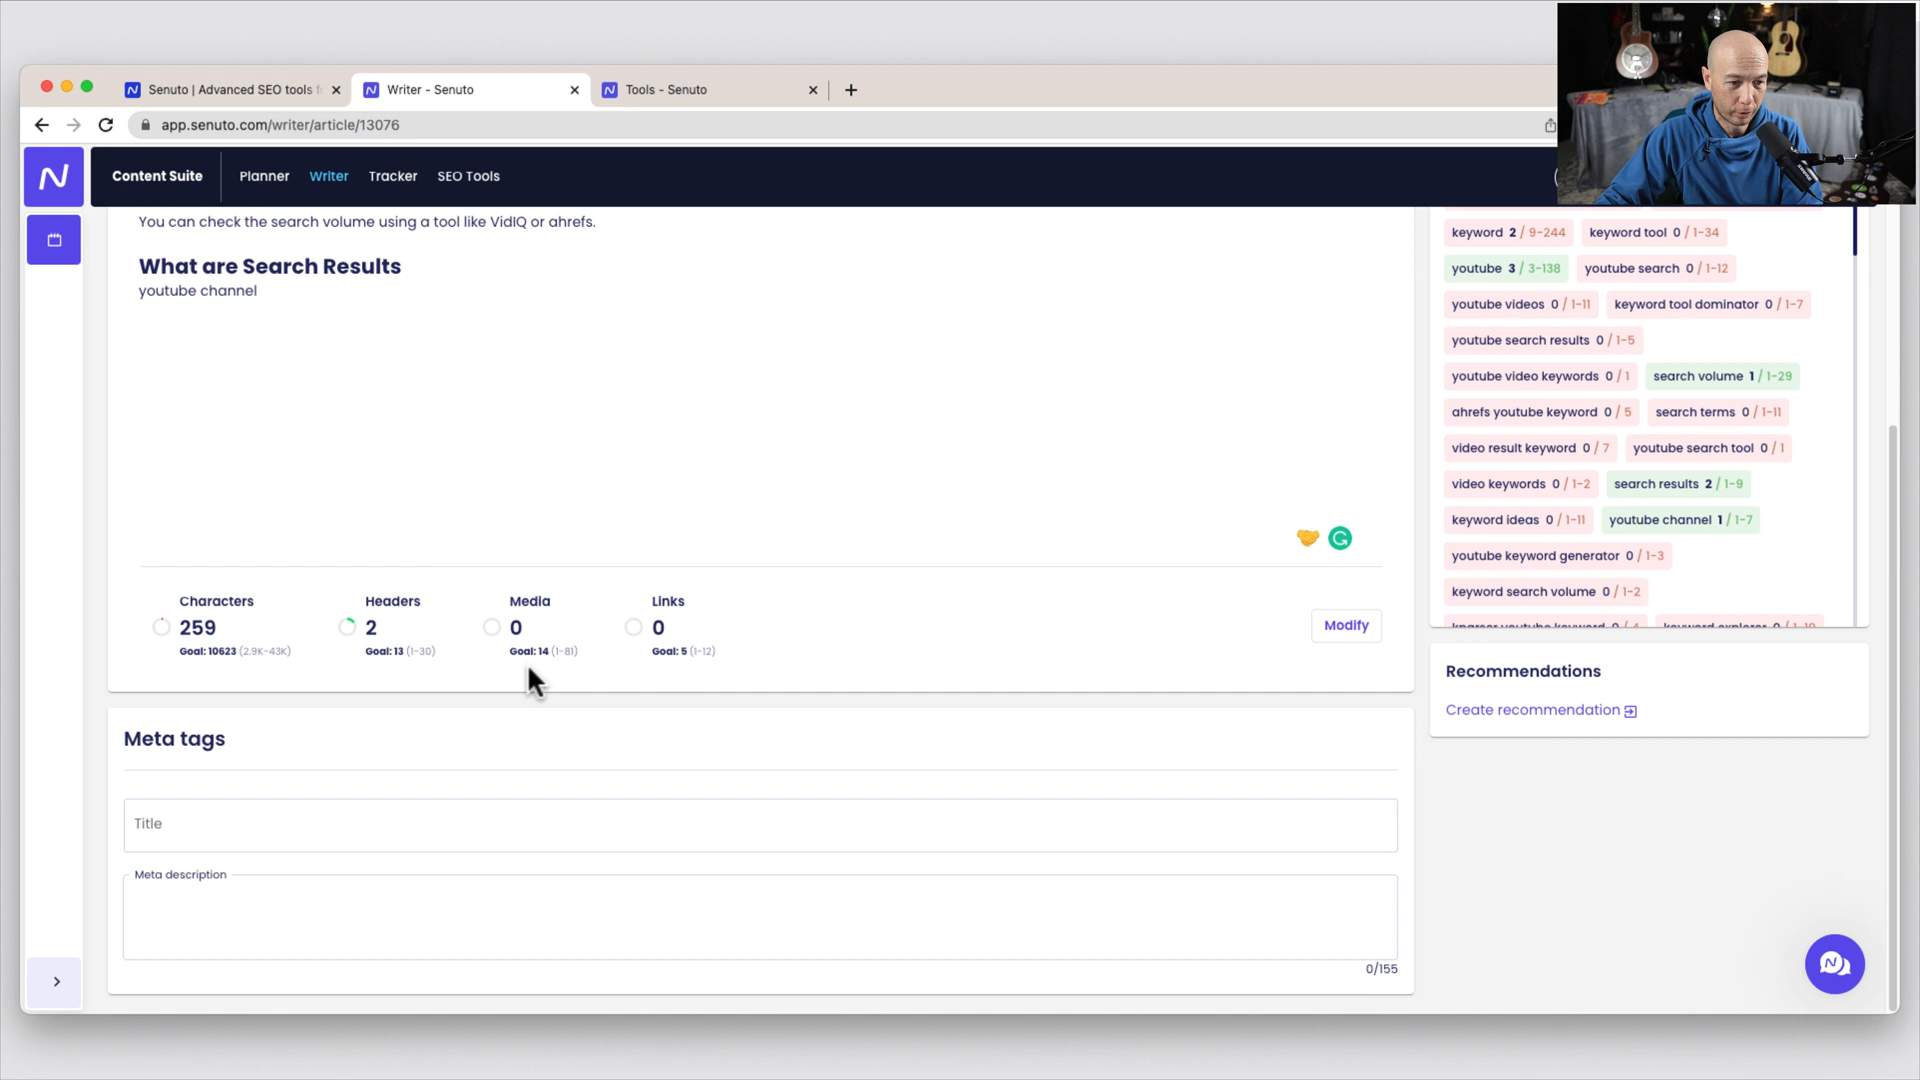 Senuto | Advanced SEO tools f
Writer - Senuto
Tools - Senuto
app.senuto.com/writer/article/13076
Content Suite
Planner
Writer
Tracker
SEO Tools
You can check the search volume using a tool like VidIQ or ahrefs.
What are Search Results
youtube channel
Characters
259
Goal: 10623 (2.9K-43K)
Headers
2
Goal: 13 (1-30)
Media
0
Goal: 14 (1-81)
Links
0
Goal: 5 (1-12)
Modify
Meta tags
Title
Meta description
0/155
keyword 2 / 9-244 keyword tool 0 / 1-34
youtube 3 / 3-138 youtube search 0 / 1-12
youtube videos 0 / 1-11 keyword tool dominator 0 / 1-7
youtube search results 0 / 1-5
youtube video keywords 0 / 1 search volume 1 / 1-29
ahrefs youtube keyword 0 / 5 search terms 0 / 1-11
video result keyword 0 / 7 youtube search tool 0 / 1
video keywords 0 / 1-2 search results 2 / 1-9
keyword ideas 0 / 1-11 youtube channel 1 / 1-7
youtube keyword generator 0 / 1-3
keyword search volume 0 / 1-2
Recommendations
Create recommendation